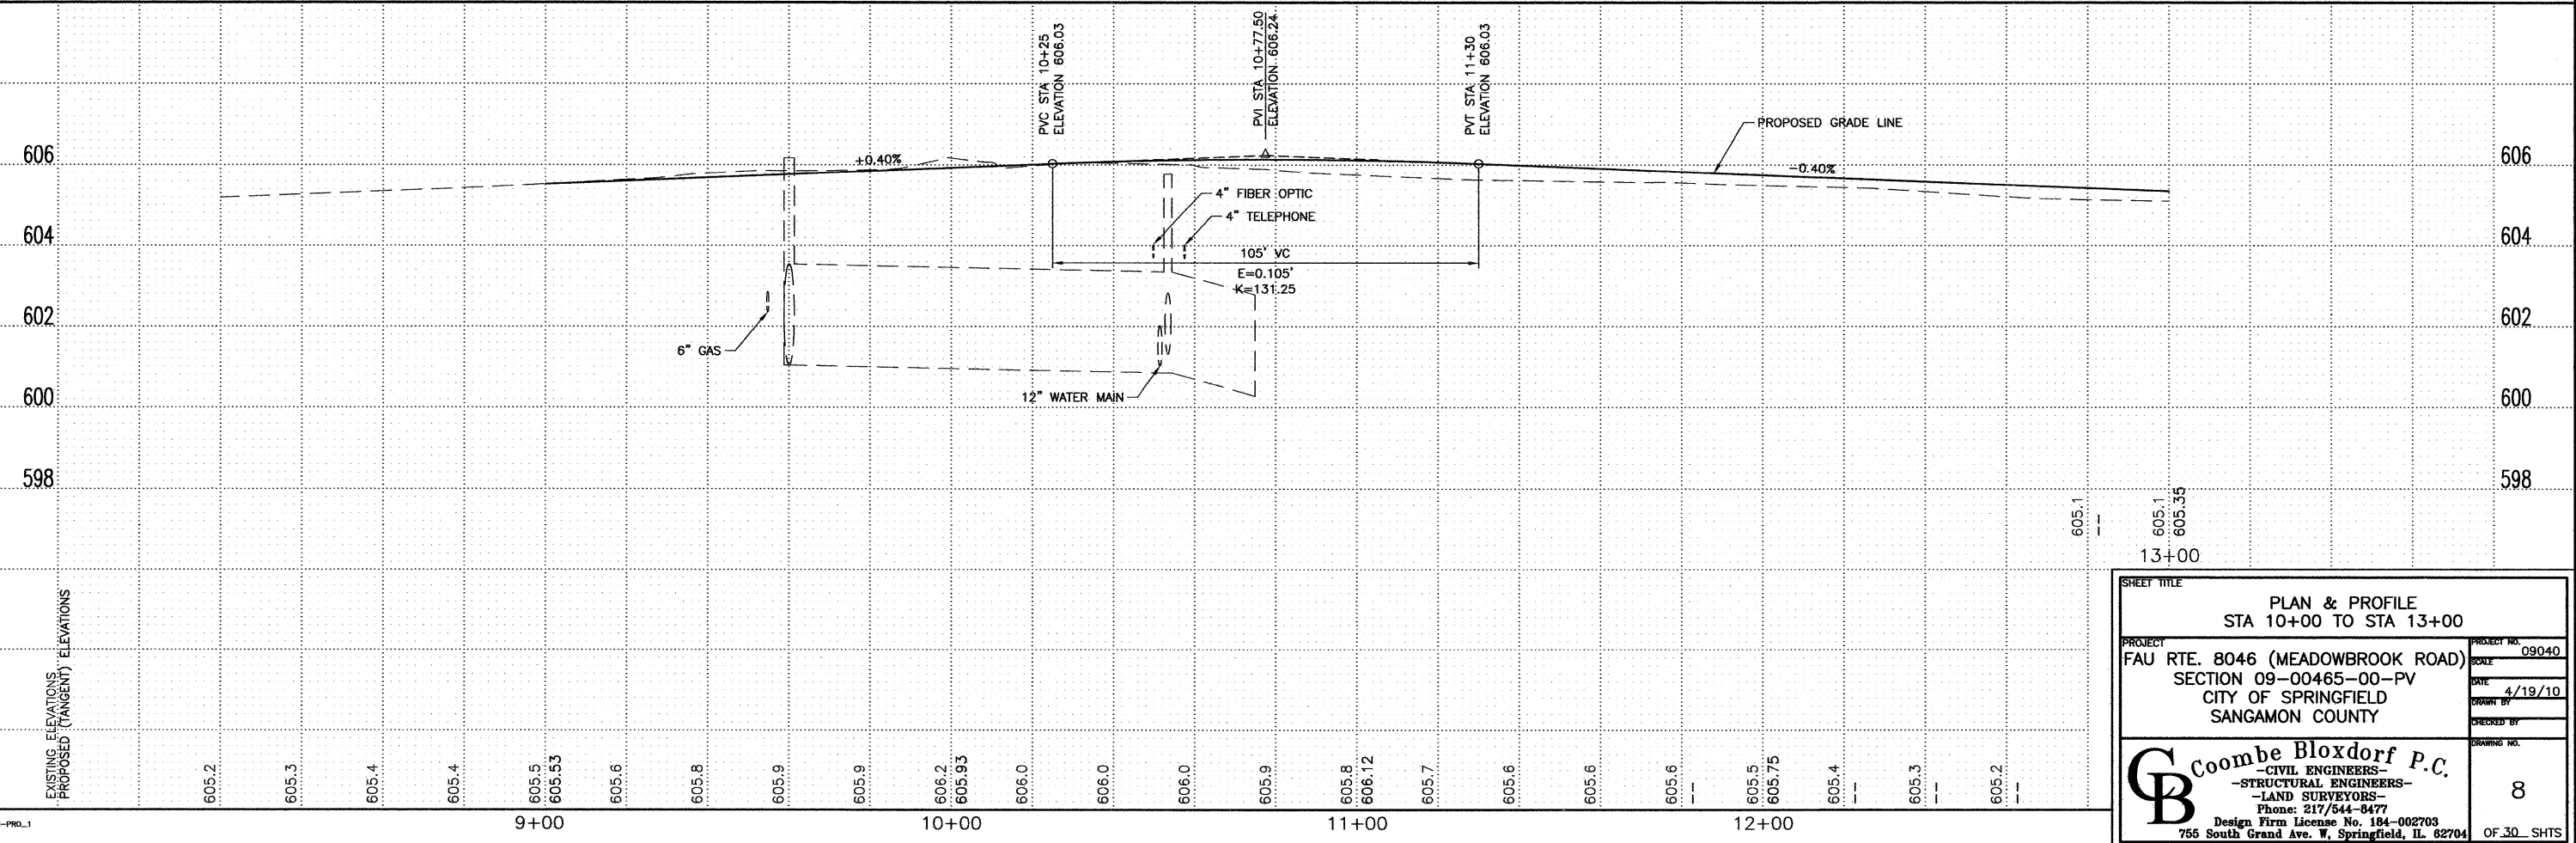 PVC STA 10+25
ELEVATION 606.03
PVI STA 10+77.50
ELEVATION 606.24
PVT STA 11+30
ELEVATION 606.03
PROPOSED GRADE LINE
606
+0.40%
-0.40%
606
4" FIBER OPTIC
4" TELEPHONE
604
105' VC
604
E=0.105'
K=131.25
602
602
6" GAS
12" WATER MAIN
600
600
598
598
605.1
--
605.1
605.35
13+00
EXISTING ELEVATIONS
PROPOSED (TANGENT) ELEVATIONS
605.2
605.3
605.4
605.4
605.5
605.53
605.6
605.8
605.9
605.9
606.2
605.93
606.0
606.0
606.0
605.9
605.8
606.12
605.7
605.6
605.6
605.6
--
605.5
605.75
605.4
--
605.3
--
605.2
--
-PRO_1
9+00
10+00
11+00
12+00
SHEET TITLE
PLAN & PROFILE
STA 10+00 TO STA 13+00
PROJECT
FAU RTE. 8046 (MEADOWBROOK ROAD)
SECTION 09-00465-00-PV
CITY OF SPRINGFIELD
SANGAMON COUNTY
PROJECT NO.
09040
SCALE
DATE
4/19/10
DRAWN BY
CHECKED BY
CB
Coombe Bloxdorf P.C.
-CIVIL ENGINEERS-
-STRUCTURAL ENGINEERS-
-LAND SURVEYORS-
Phone: 217/544-8477
Design Firm License No. 184-002703
755 South Grand Ave. W, Springfield, IL. 62704
DRAWING NO.
8
OF 30 SHTS